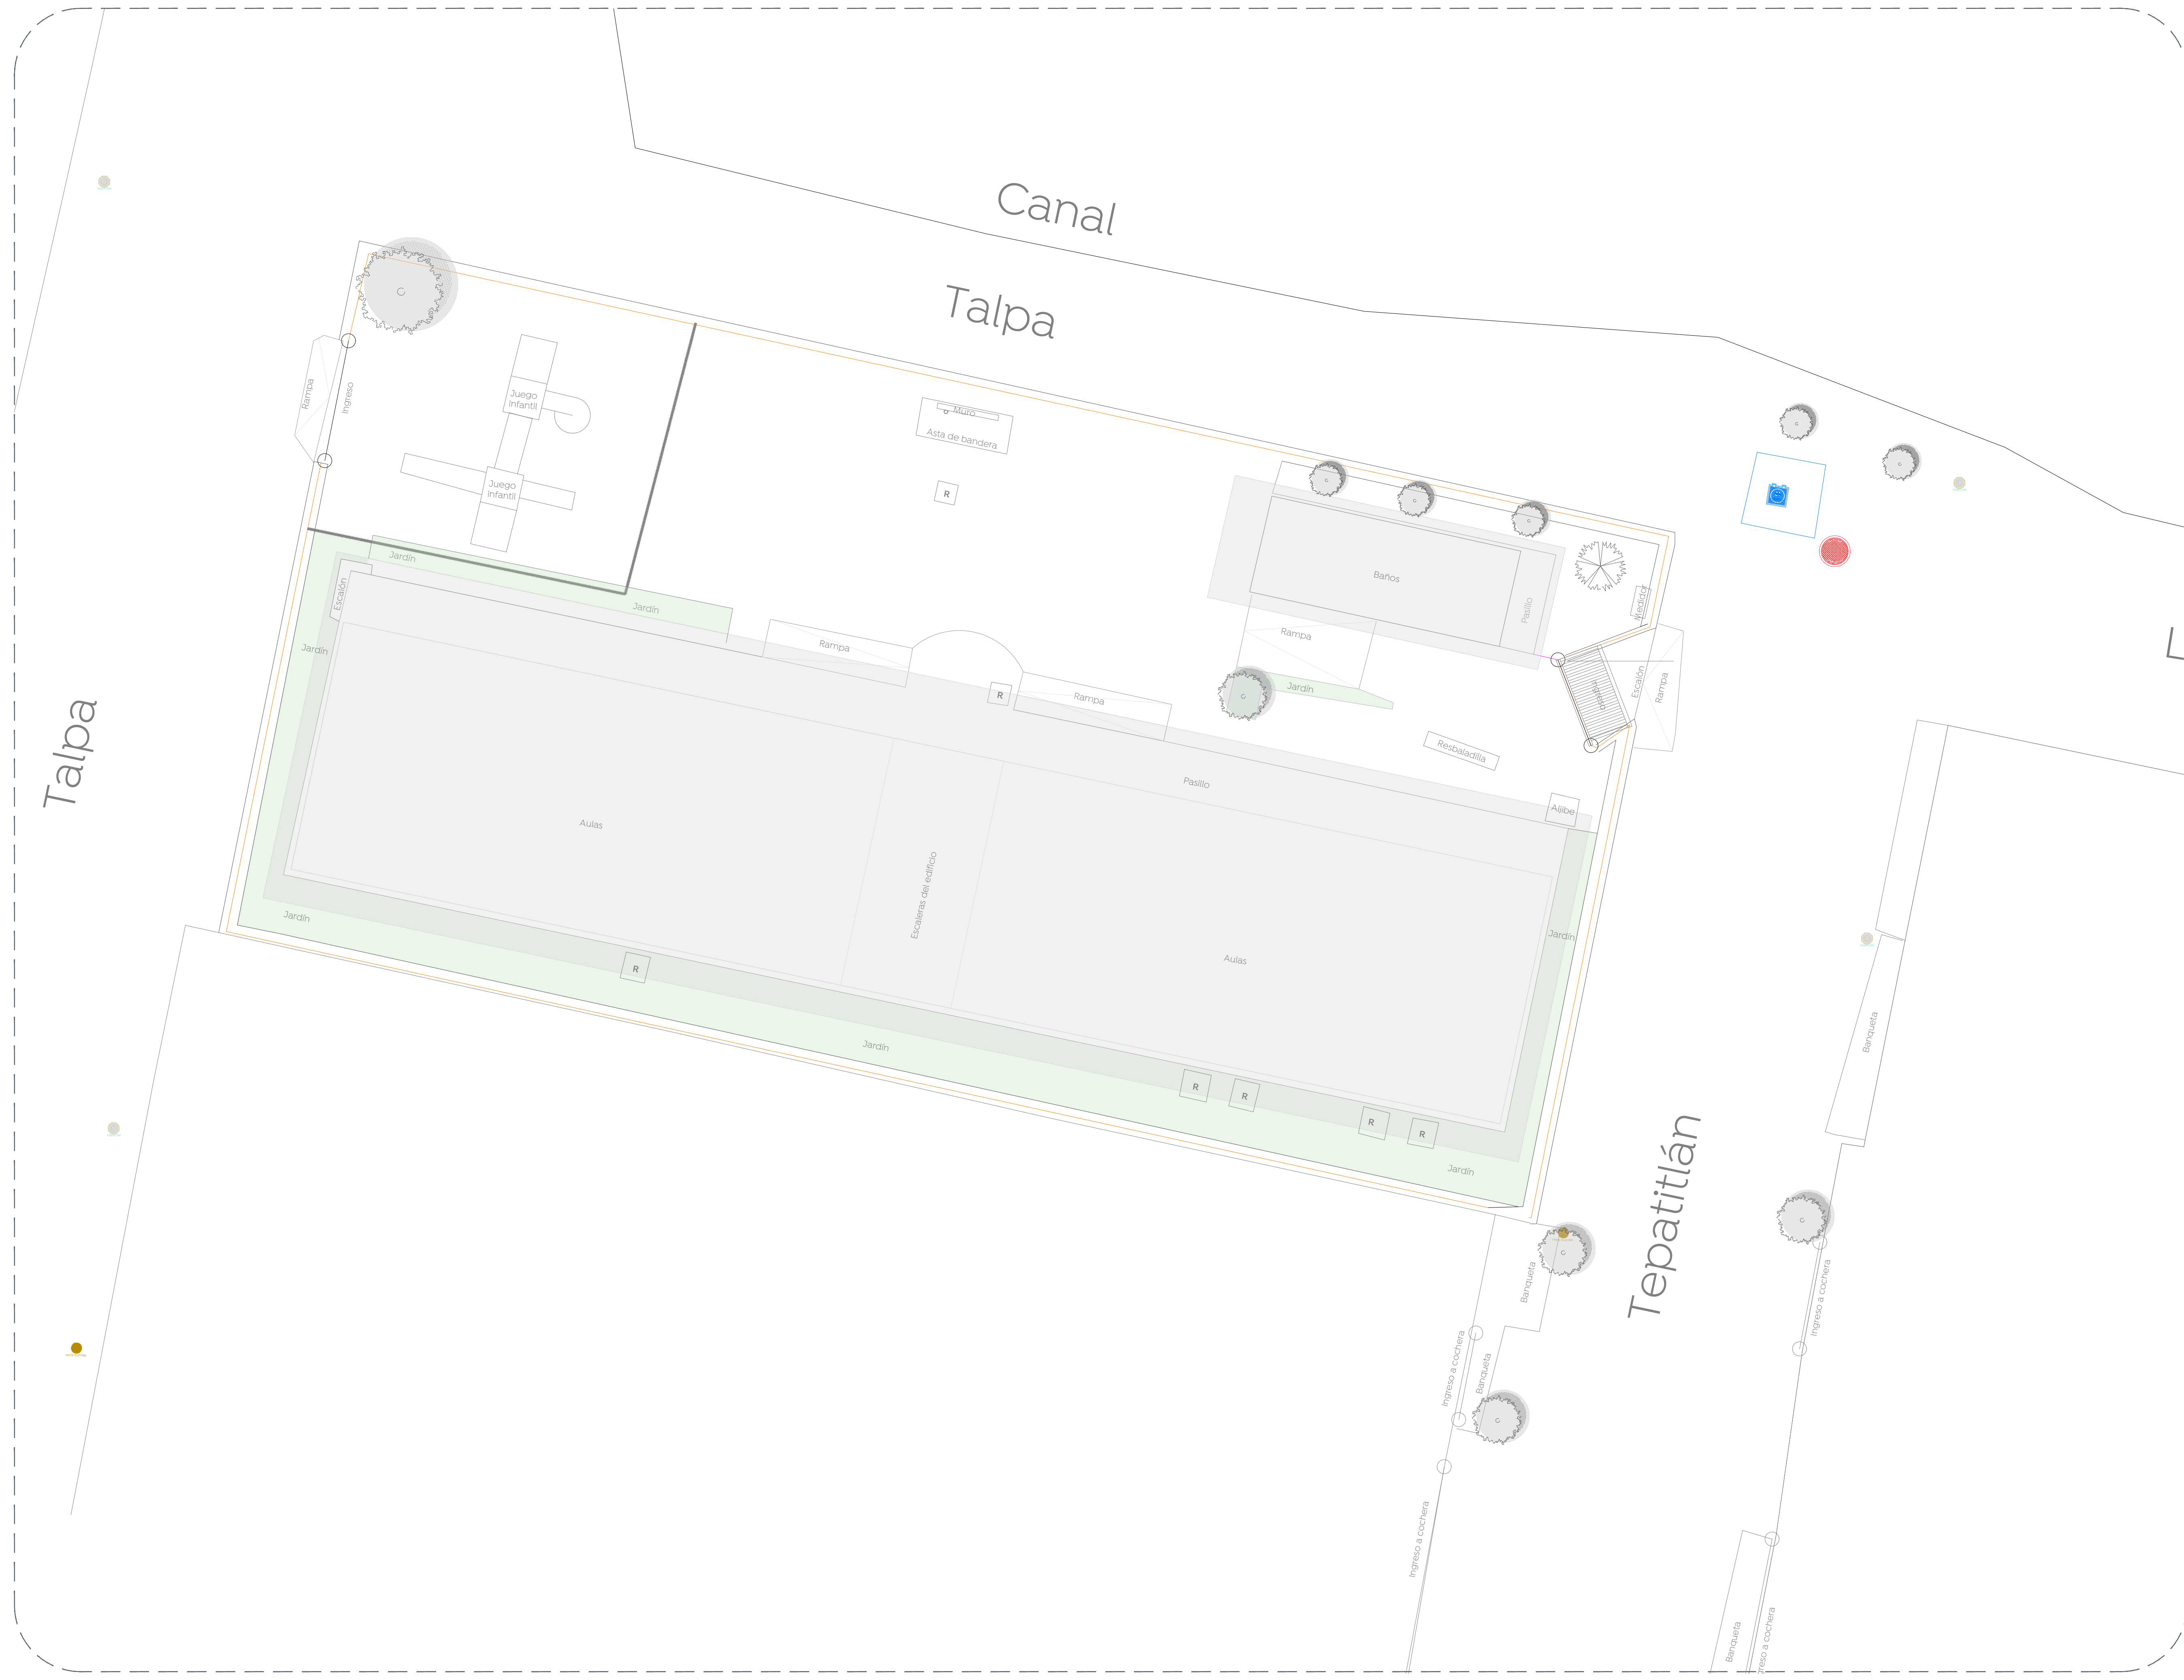 Canal
Talpa
Rampa
Ingreso
Juego
infantil
Juego
infantil
Muro
Asta de bandera
R
Jardín
Escalón
Jardín
Jardín
Rampa
R
Rampa
Baños
Pasillo
Rampa
Jardín
Medidor
Ingreso
Escalón
Rampa
Resbaladilla
Aljibe
Pasillo
Talpa
Aulas
Escaleras del edificio
Aulas
Jardín
Jardín
R
Jardín
R
R
R
R
Jardín
Banqueta
Tepatitlán
Banqueta
Ingreso a cochera
Ingreso a cochera
Banqueta
Ingreso a cochera
Banqueta